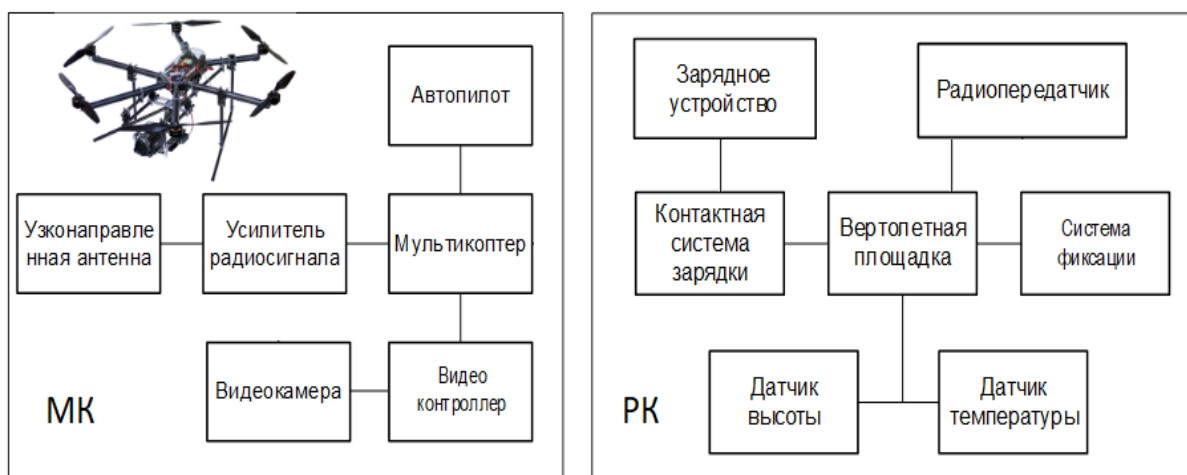 Автопилот
Узконаправле
нная антенна
Усилитель
радиосигнала
Мультикоптер
Видеокамера
Видео
контроллер
МК
Зарядное
устройство
Радиопередатчик
Контактная
система
зарядки
Вертолетная
площадка
Система
фиксации
Датчик
высоты
Датчик
температуры
РК